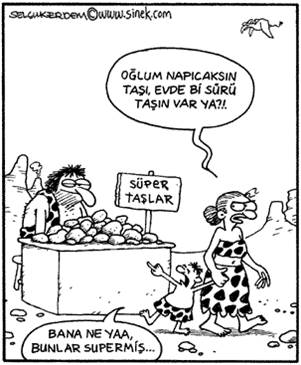 SELÇUKERDEM©www.sinek.com
OĞLUM NAPICAKSIN
TAŞI, EVDE Bİ SÜRÜ
TAŞIN VAR YA?!.
SÜPER
TAŞLAR
BANA NE YAA,
BUNLAR SUPERMİŞ...